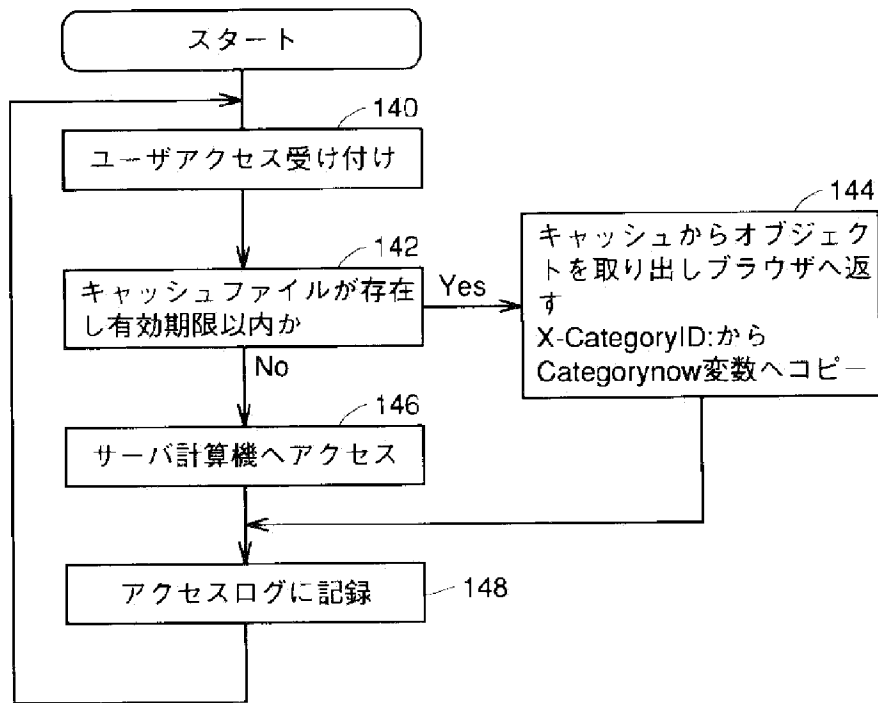 スタート
140
ユーザアクセス受け付け
142
キャッシュファイルが存在
し有効期限以内か
Yes
No
144
キャッシュからオブジェク
トを取り出しブラウザへ返
す
X-CategoryID:から
Categorynow変数へコピー
146
サーバ計算機へアクセス
アクセスログに記録
148